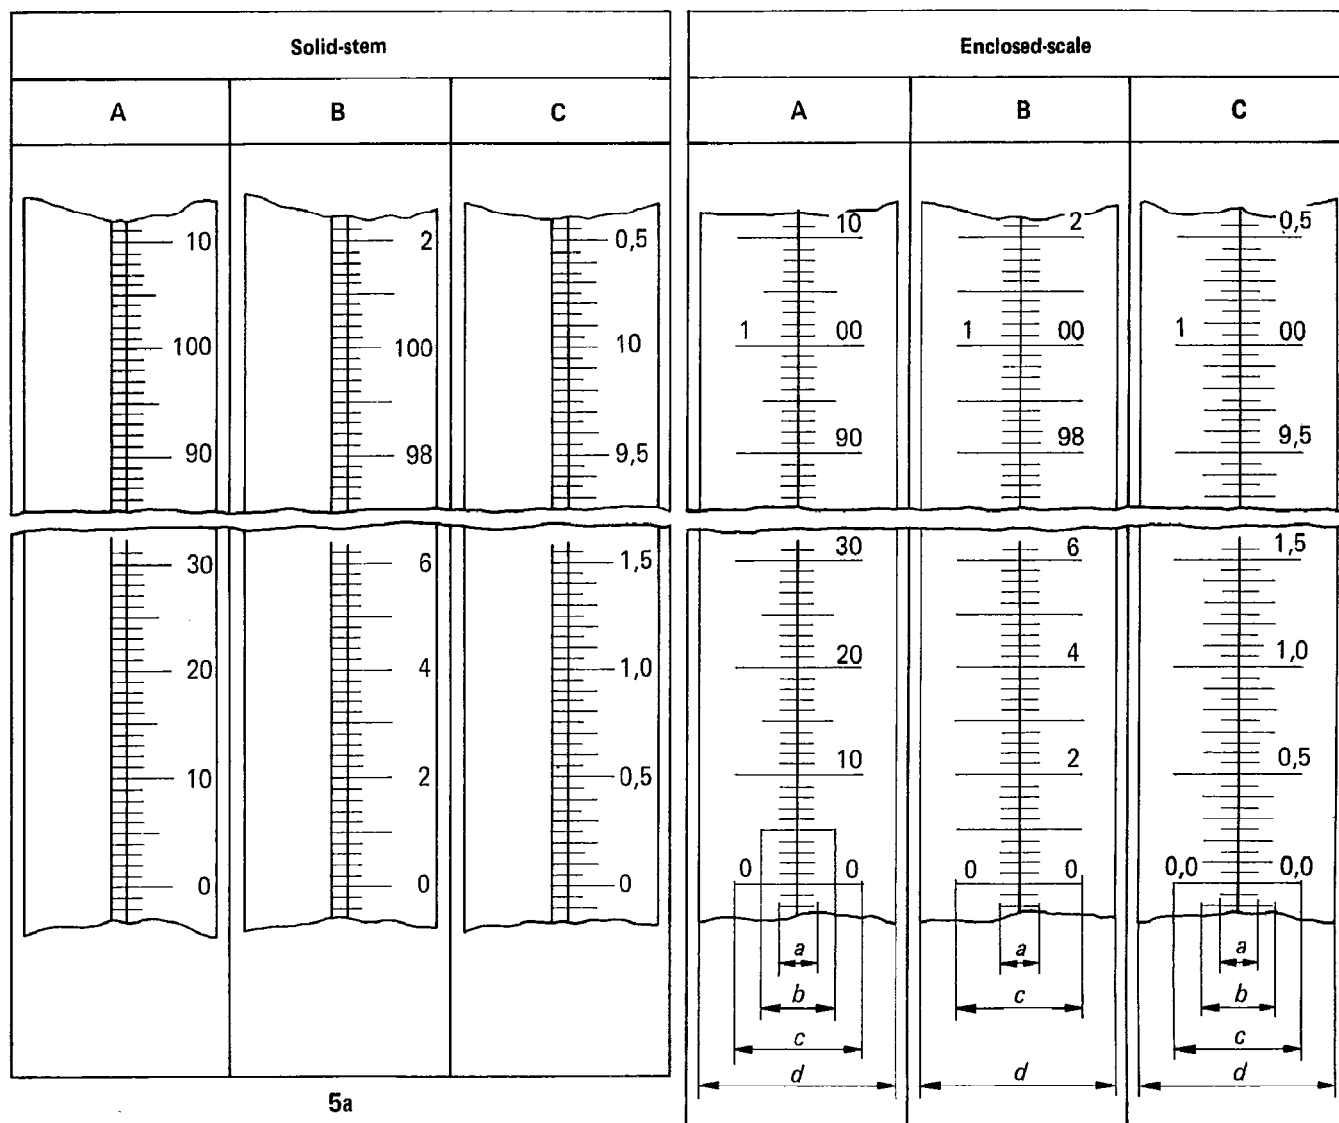 Solid-stem
Enclosed-scale
A B C A B C
10 2 0,5 10 2 0,5
100 100 10 1 00 1 00 1 00
90 98 9,5 90 98 9,5
30 6 1,5 30 6 1,5
20 4 1,0 20 4 1,0
10 2 0,5 10 2 0,5
0 0 0 0 0 0 0 0,0 0,0
a a a
b c b
c c
d d d
5a